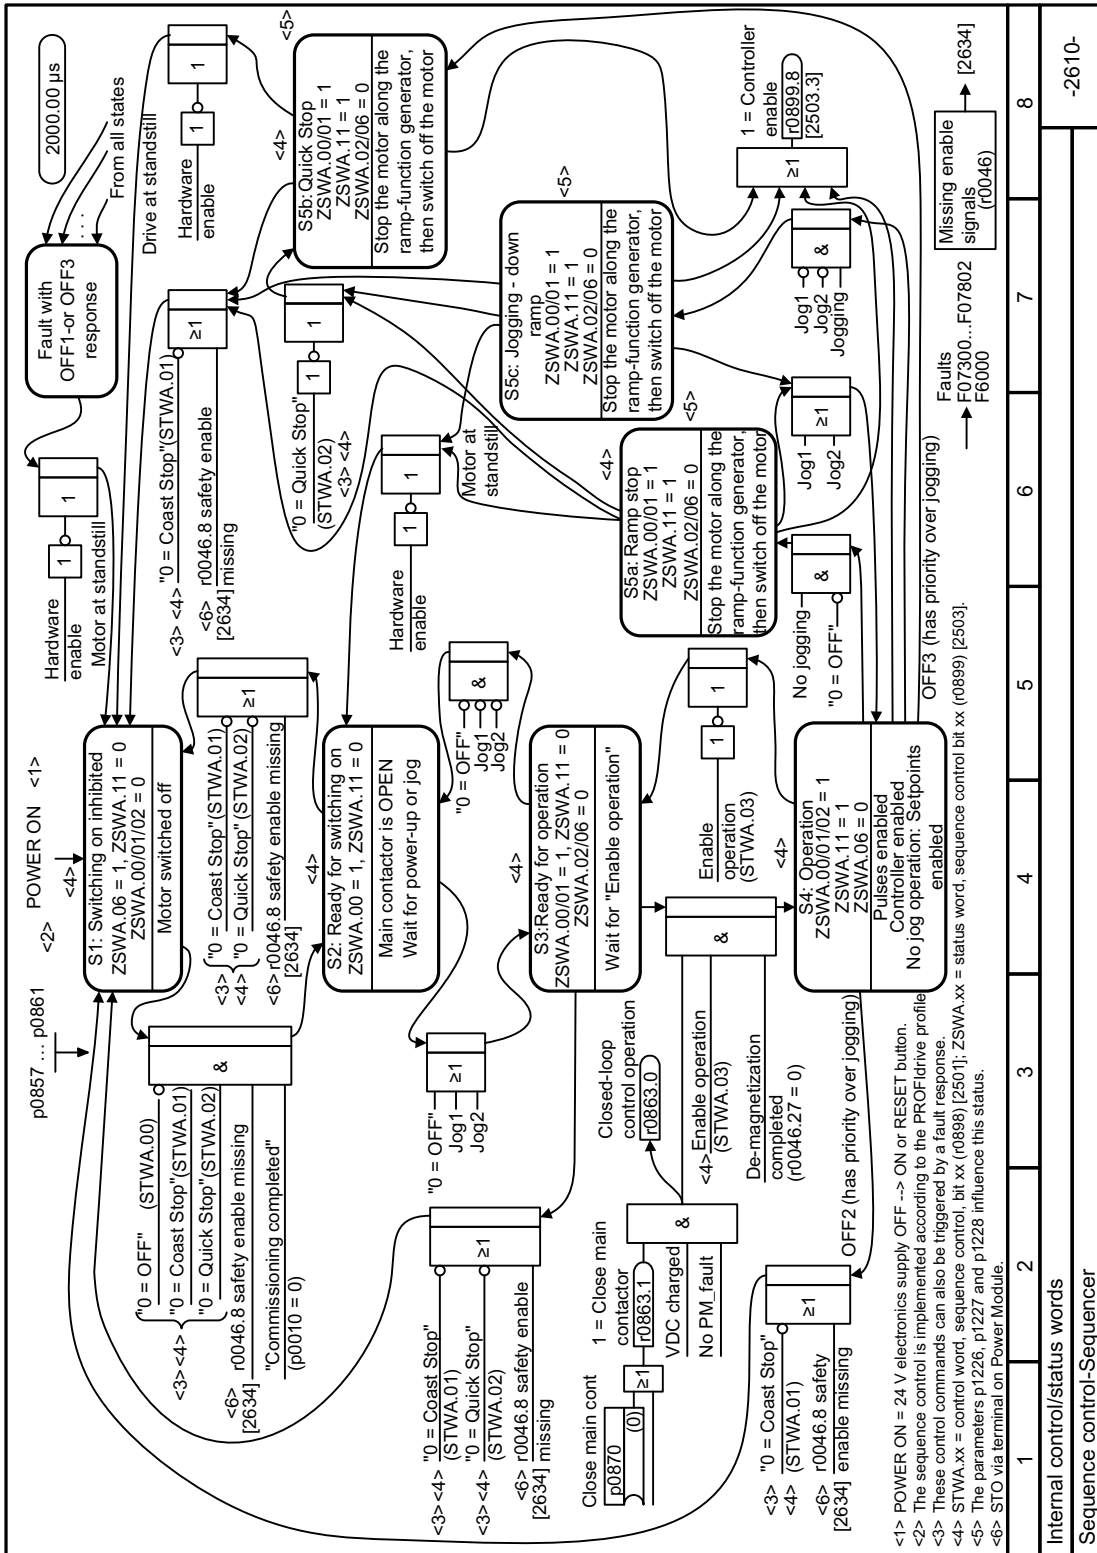 2000.00 µs
Fault with
OFF1-or OFF3
response
From all states
Hardware
enable
1
1
Motor at standstill
Drive at standstill
Hardware
enable
1
1
<3> <4> "0 = Coast Stop"(STWA.01)
<6> r0046.8 safety enable
[2634] missing
≥1
<5>
<4>
S5b: Quick Stop
ZSWA.00/01 = 1
ZSWA.11 = 1
ZSWA.02/06 = 0
Stop the motor along the
ramp-function generator,
then switch off the motor
"0 = Quick Stop"
(STWA.02)
<3> <4>
1
1
p0857 ... p0861
<2>
POWER ON <1>
<4>
S1: Switching on inhibited
ZSWA.06 = 1, ZSWA.11 = 0
ZSWA.00/01/02 = 0
Motor switched off
<3>
<4>
"0 = Coast Stop" (STWA.01)
"0 = Quick Stop" (STWA.02)
<6> r0046.8 safety enable missing
[2634]
≥1
"0 = OFF" (STWA.00)
"0 = Coast Stop"(STWA.01)
"0 = Quick Stop"(STWA.02)
<3><4>
r0046.8 safety enable missing
<6>
[2634]
"Commissioning completed"
(p0010 = 0)
&
<4>
S2: Ready for switching on
ZSWA.00 = 1, ZSWA.11 = 0
Main contactor is OPEN
Wait for power-up or jog
Hardware
enable
1
1
Motor at
standstill
"0 = OFF"
Jog1
Jog2
&
"0 = OFF"
Jog1
Jog2
≥1
<5>
S5c: Jogging - down
ramp
ZSWA.00/01 = 1
ZSWA.11 = 1
ZSWA.02/06 = 0
Stop the motor along the
ramp-function generator,
then switch off the motor
<4>
<5>
S5a: Ramp stop
ZSWA.00/01 = 1
ZSWA.11 = 1
ZSWA.02/06 = 0
Stop the motor along the
ramp-function generator,
then switch off the motor
<4>
S3:Ready for operation
ZSWA.00/01 = 1, ZSWA.11 = 0
ZSWA.02/06 = 0
Wait for "Enable operation"
<3><4> "0 = Coast Stop"
(STWA.01)
<3><4> "0 = Quick Stop"
(STWA.02)
<6> r0046.8 safety enable
[2634] missing
≥1
Closed-loop
control operation
r0863.0
<4> Enable operation
(STWA.03)
De-magnetization
completed
(r0046.27 = 0)
&
Close main cont
p0870
(0)
≥1
1 = Close main
contactor
r0863.1
VDC charged
No PM_fault
&
Enable
operation
(STWA.03)
1
1
<4>
S4: Operation
ZSWA.00/01/02 = 1
ZSWA.11 = 1
ZSWA.06 = 0
Pulses enabled
Controller enabled
No jog operation: Setpoints
enabled
No jogging
"0 = OFF"
&
Jog1
Jog2
≥1
Jog1
Jog2
Jogging
&
1 = Controller
enable
r0899.8
[2503.3]
≥1
OFF2 (has priority over jogging)
OFF3 (has priority over jogging)
<3> "0 = Coast Stop"
<4> (STWA.01)
<6> r0046.8 safety
[2634] enable missing
≥1
Faults
F07300...F07802
F6000
Missing enable
signals
(r0046)
[2634]
<1> POWER ON = 24 V electronics supply OFF --> ON or RESET button.
<2> The sequence control is implemented according to the PROFIdrive profile
<3> These control commands can also be triggered by a fault response.
<4> STWA.xx = control word, sequence control, bit xx (r0898) [2501]; ZSWA.xx = status word, sequence control bit xx (r0899) [2503].
<5> The parameters p1226, p1227 and p1228 influence this status.
<6> STO via terminal on Power Module.
1 2 3 4 5 6 7 8
Internal control/status words
Sequence control-Sequencer
-2610-